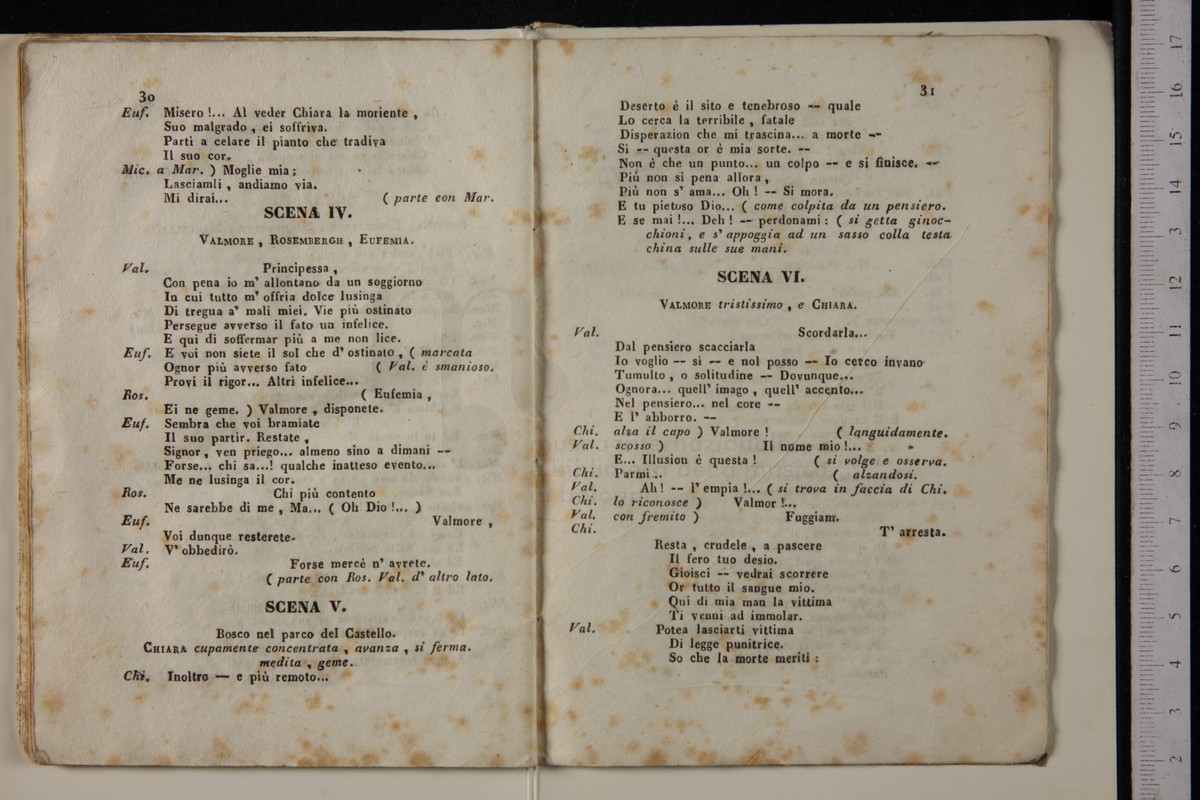 30
Euf. Misero !... Al veder Chiara la moriente ,
Suo malgrado , ei soffriva.
Parti a celare il pianto che tradiva
Il suo cor.
Mic. a Mar. ) Moglie mia ;
Lasciamli , andiamo via.
Mi dirai... ( parte con Mar.
SCENA IV.
VALMORE , ROSEMBERGH , EUFEMIA.
Val. Principessa ,
Con pena io m' allontano da un soggiorno
In cui tutto m' offria dolce lusinga
Di tregua a' mali miei. Vie più ostinato
Persegue avverso il fato un infelice.
E qui di soffermar più a me non lice.
Euf. E voi non siete il sol che d' ostinato , ( marcata
Ognor più avverso fato ( Val. è smanioso.
Provi il rigor... Altri infelice...
Ros. ( Eufemia ,
Ei ne geme. ) Valmore , disponete.
Euf. Sembra che voi bramiate
Il suo partir. Restate ,
Signor , ven priego... almeno sino a dimani --
Forse... chi sa...! qualche inatteso evento...
Me ne lusinga il cor.
Ros. Chi più contento
Ne sarebbe di me , Ma... ( Oh Dio !... )
Euf. Valmore ,
Voi dunque resterete.
Val. V' obbedirò.
Euf. Forse mercè n' avrete.
( parte con Ros. Val. d' altro lato.
SCENA V.
Bosco nel parco del Castello.
CHIARA cupamente concentrata , avanza , si ferma.
medita , geme.
Chi. Inoltro — e più remoto...
31
Deserto è il sito e tenebroso -- quale
Lo cerca la terribile , fatale
Disperazion che mi trascina... a morte --
Si -- questa or è mia sorte. --
Non è che un punto... un colpo -- e si finisce. --
Più non si pena allora ,
Più non s' ama... Oh ! -- Si mora.
E tu pietoso Dio... ( come colpita da un pensiero.
E se mai !... Deh ! -- perdonami : ( si getta ginoc-
chioni , e s' appoggia ad un sasso colla testa
china sulle sue mani.
SCENA VI.
VALMORE tristissimo , e CHIARA.
Val. Scordarla...
Dal pensiero scacciarla
Io voglio -- sì -- e nol posso -- Io cerco invano
Tumulto , o solitudine -- Dovunque...
Ognora... quell' imago , quell' accento...
Nel pensiero... nel core --
E l' abborro. --
Chi. alza il capo ) Valmore ! ( languidamente.
Val. scosso ) Il nome mio !...
E... Illusion è questa ! ( si volge e osserva.
Chi. Parmi... ( alzandosi.
Val. Ah ! -- l' empia !... ( si trova in faccia di Chi.
Chi. lo riconosce ) Valmor !...
Val. con fremito ) Fuggiam.
Chi. T' arresta.
Resta , crudele , a pascere
Il fero tuo desio.
Gioisci -- vedrai scorrere
Or tutto il sangue mio.
Qui di mia man la vittima
Ti venni ad immolar.
Val. Potea lasciarti vittima
Di legge punitrice.
So che la morte meriti :
17
16
15
14
13
12
11
10
9
8
7
6
5
4
3
2